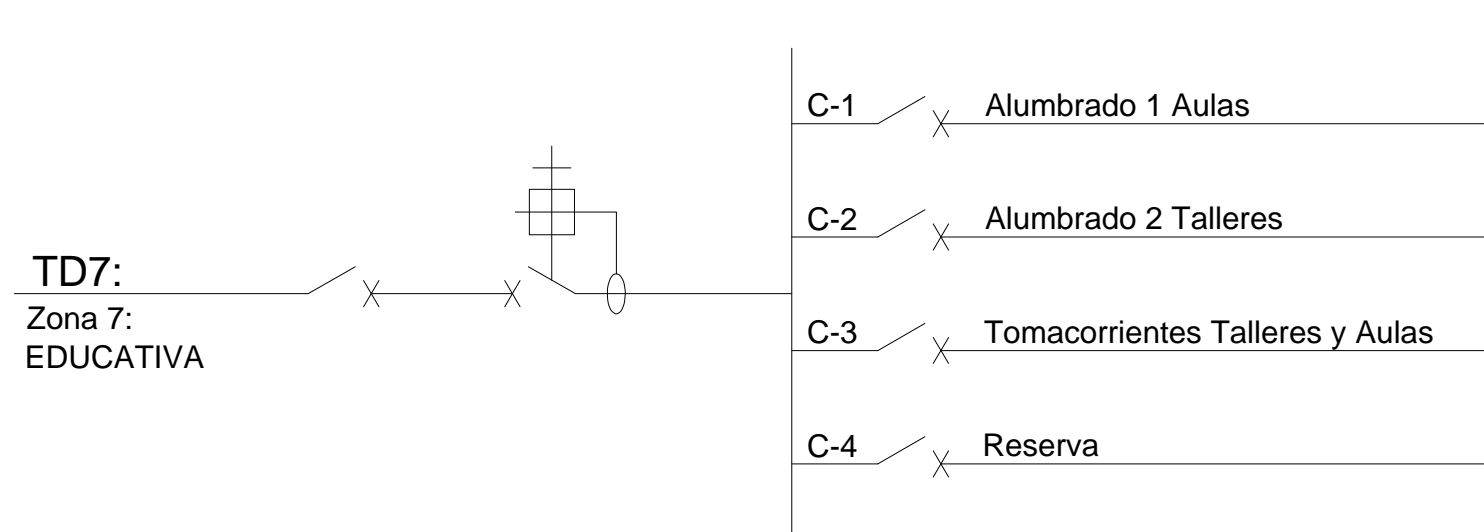 TD7:
Zona 7:
EDUCATIVA
C-1 Alumbrado 1 Aulas
C-2 Alumbrado 2 Talleres
C-3 Tomacorrientes Talleres y Aulas
C-4 Reserva